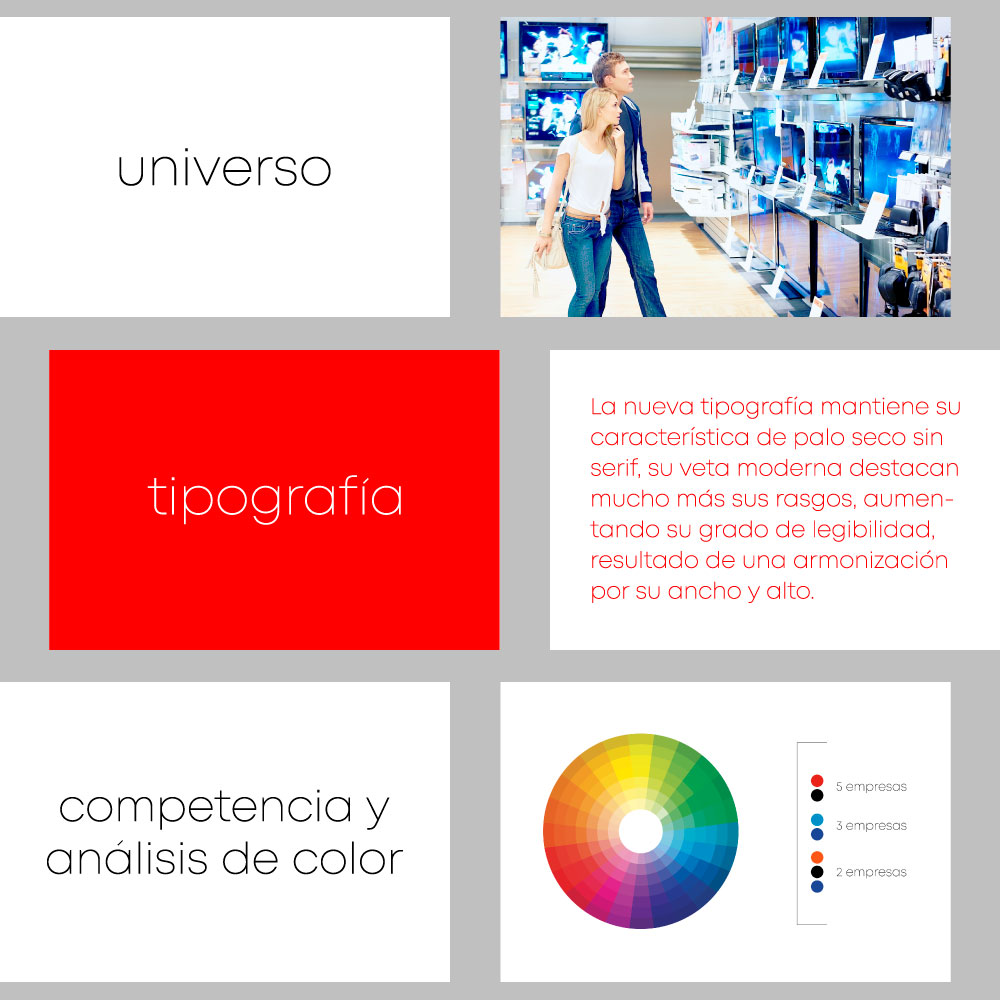 universo
tipografía
La nueva tipografía mantiene su
característica de palo seco sin
serif, su veta moderna destacan
mucho más sus rasgos, aumen-
tando su grado de legibilidad,
resultado de una armonización
por su ancho y alto.
competencia y
análisis de color
5 empresas
3 empresas
2 empresas